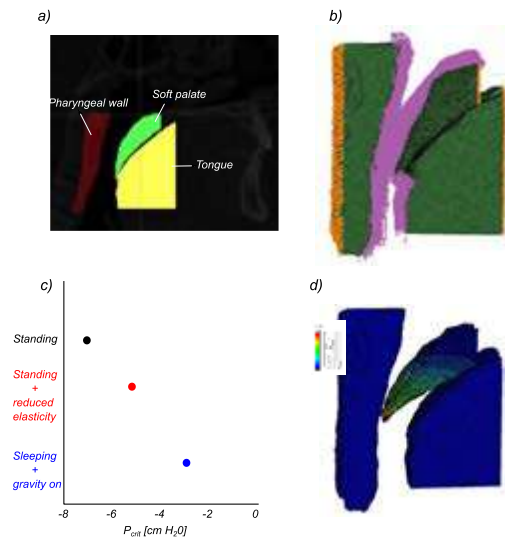 a)
b)
Soft palate
Pharyngeal wall
Tongue
c)
d)
Standing
Standing
+
reduced
elasticity
Sleeping
+
gravity on
-8 -6 -4 -2 0
Pcrit [cm H20]